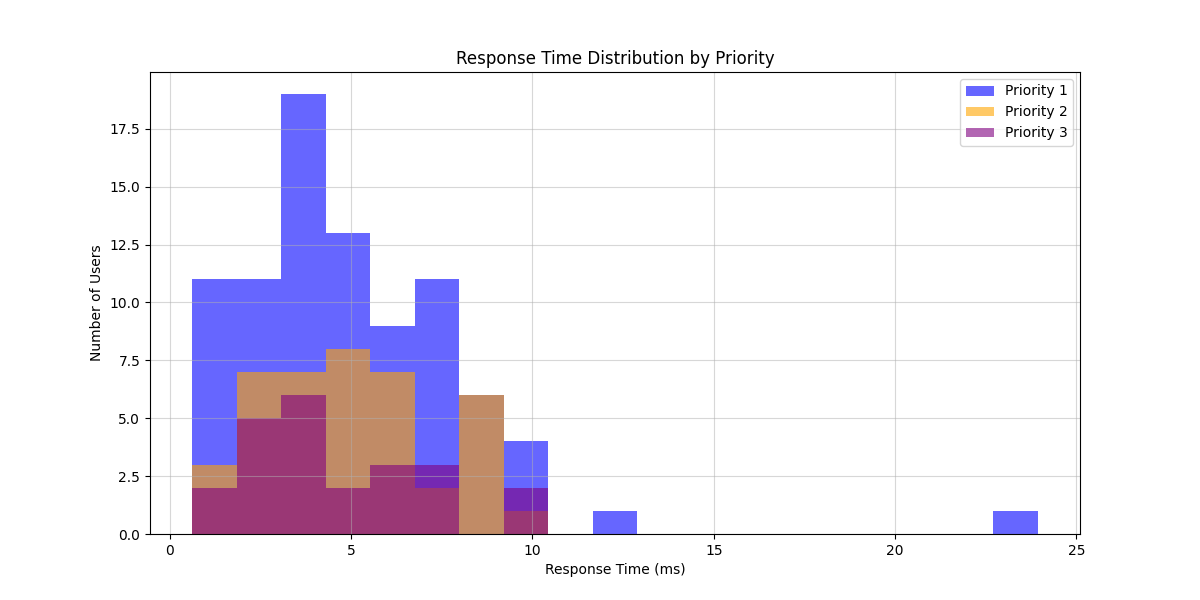 Response Time Distribution by Priority
Priority 1
Priority 2
Priority 3
17.5
15.0
12.5
10.0
7.5
5.0
2.5
0.0
Number of Users
0 5 10 15 20 25
Response Time (ms)